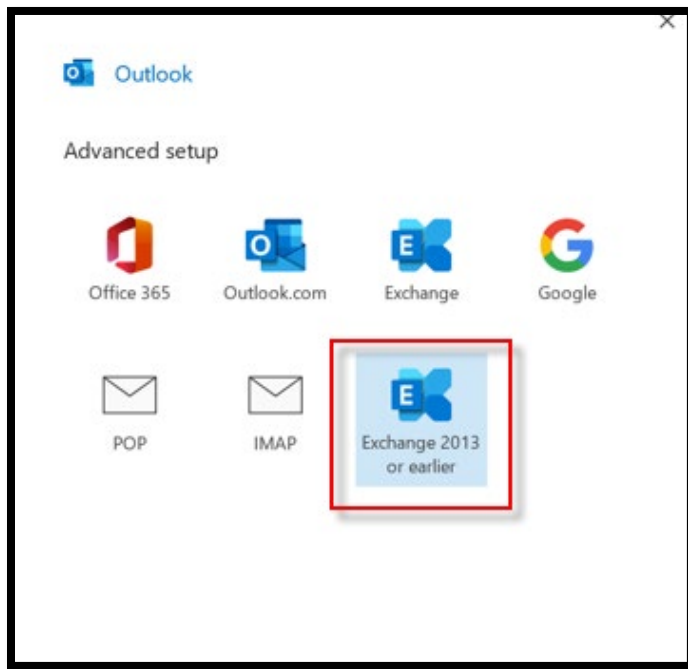 Outlook
Advanced setup
Office 365
Outlook.com
Exchange
Google
POP
IMAP
Exchange 2013
or earlier